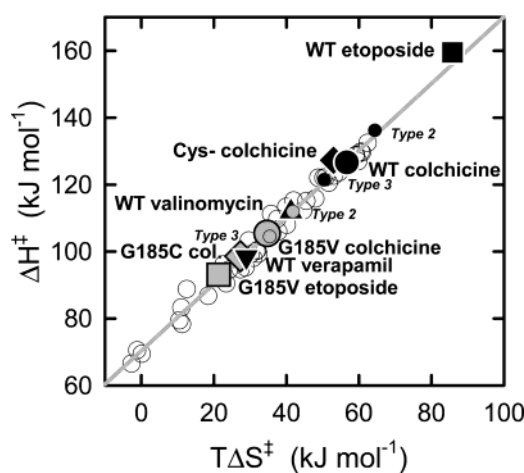 160
140
120
100
80
60
ΔH‡ (kJ mol⁻¹)
WT etoposide
Type 2
Cys- colchicine
WT colchicine
Type 3
WT valinomycin
Type 2
Type 3
G185V colchicine
G185C col.
WT verapamil
G185V etoposide
0 20 40 60 80 100
TΔS‡ (kJ mol⁻¹)